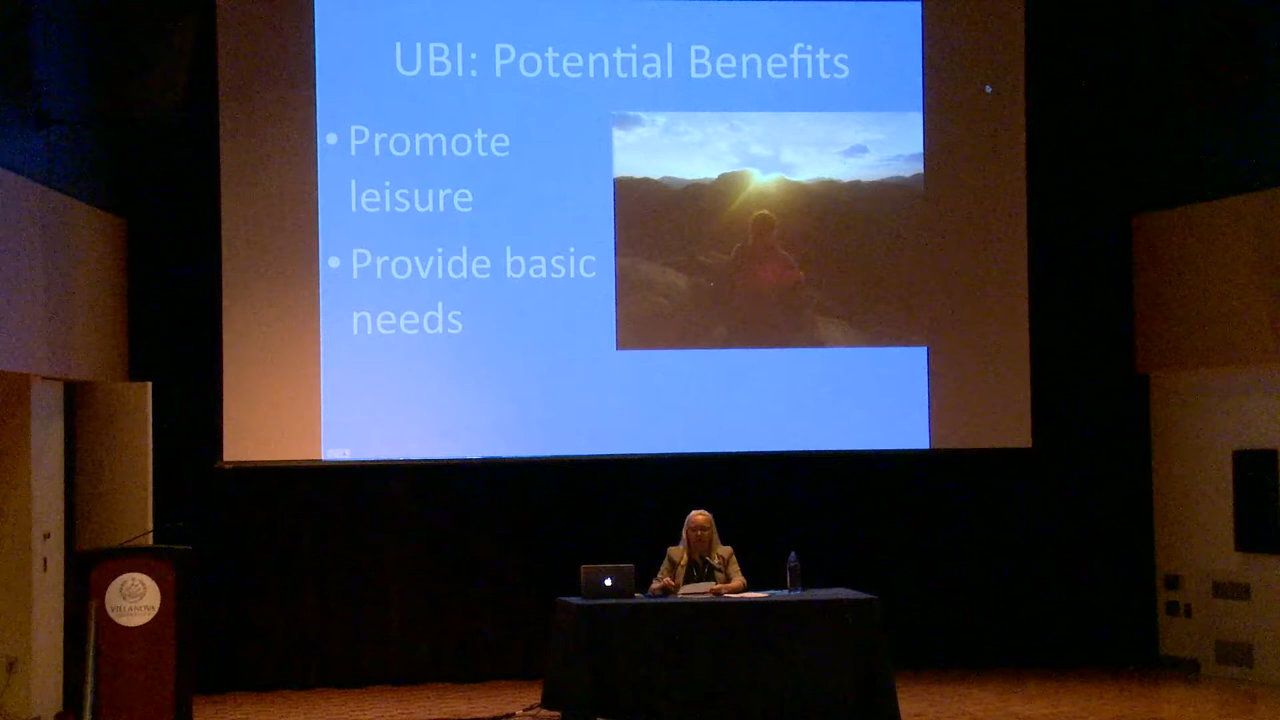 UBI: Potential Benefits
• Promote
leisure
• Provide basic
needs
VILLANOVA